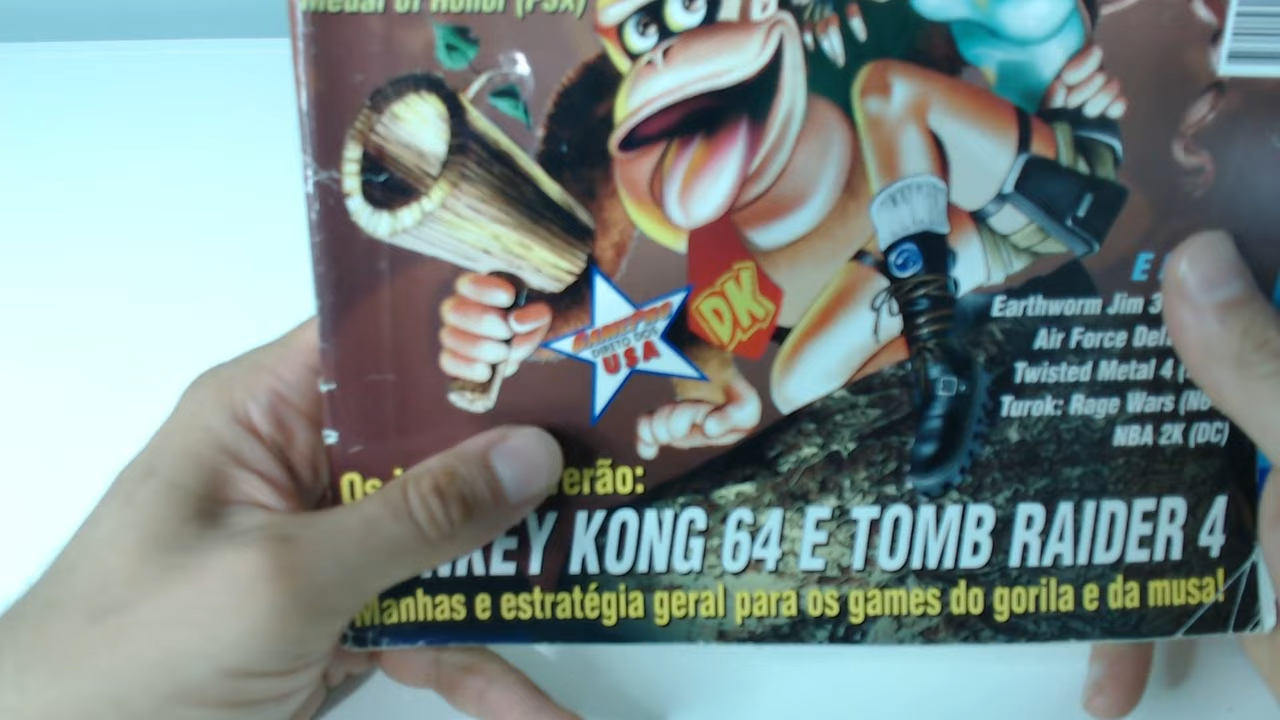 Medal of Honor (PSX)
DK
GAMEPRO
DIRETO DOS
USA
E
Earthworm Jim 3
Air Force Del
Twisted Metal 4 (
Turok: Rage Wars (N6
NBA 2K (DC)
Os verão:
KEY KONG 64 E TOMB RAIDER 4
Manhas e estratégia geral para os games do gorila e da musa!